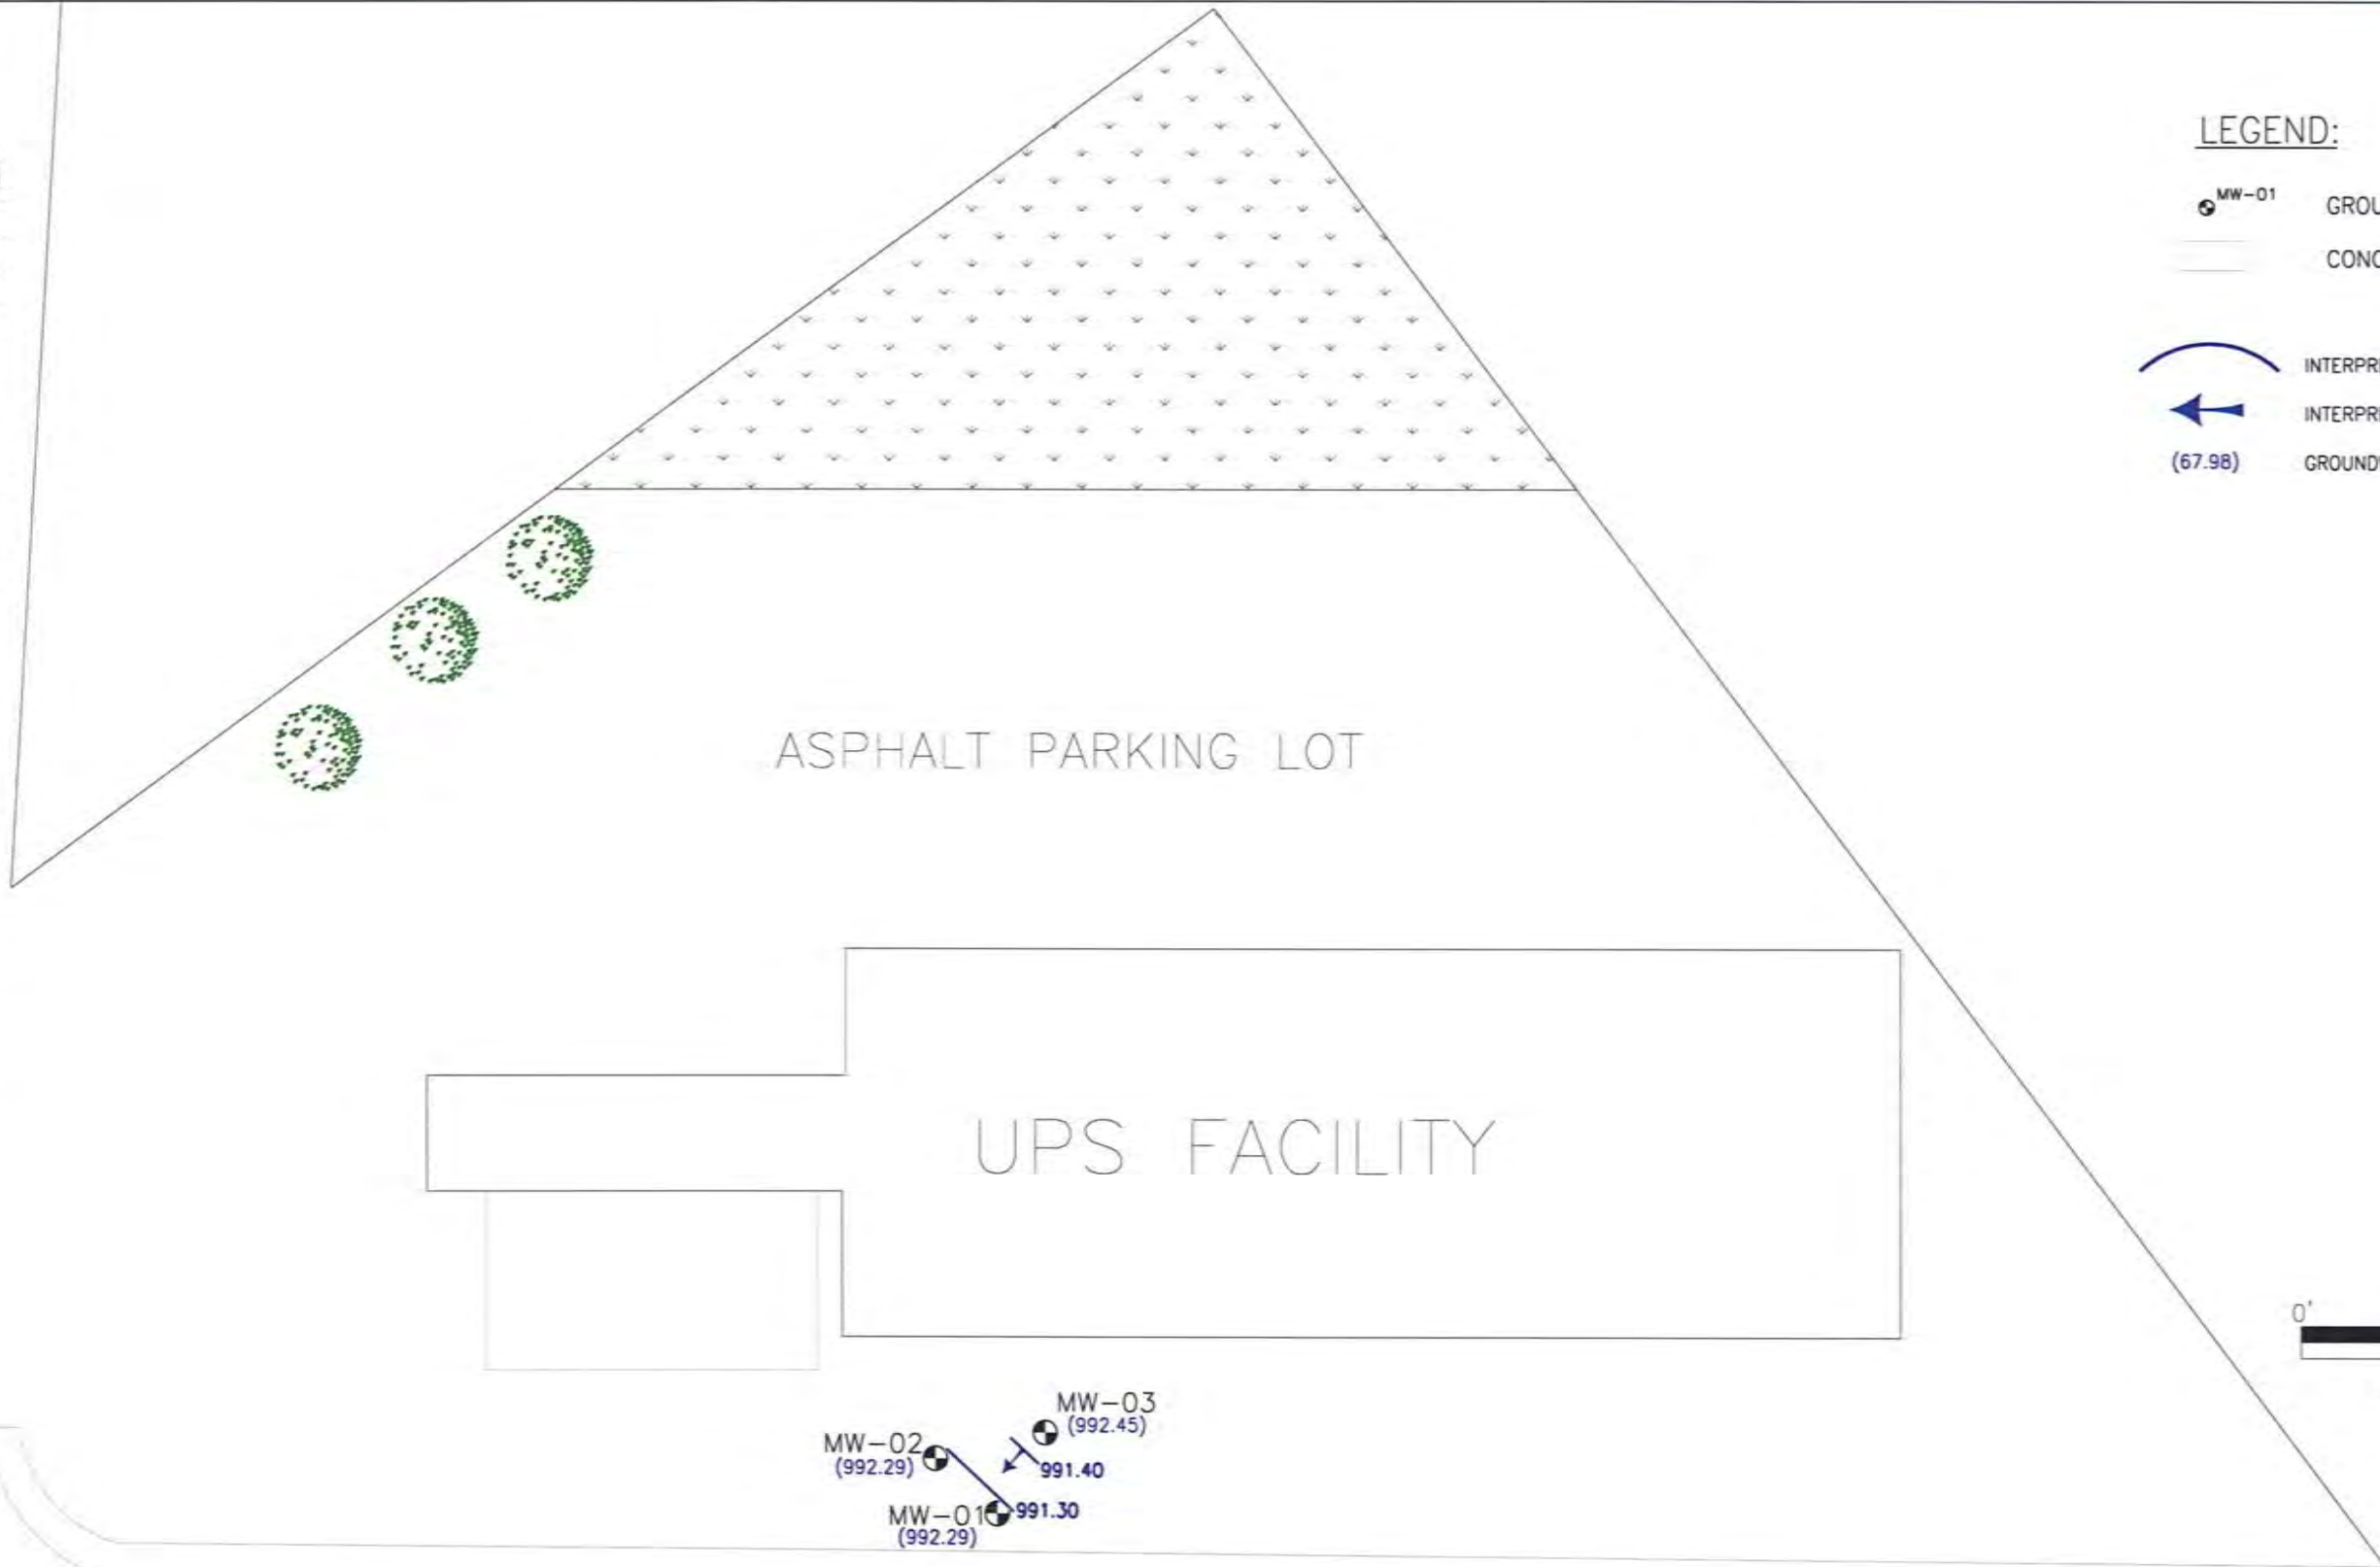 LEGEND:
MW-01 GROU
CONC
INTERPR
INTERPR
(67.98) GROUND
ASPHALT PARKING LOT
UPS FACILITY
0'
MW-03
(992.45)
MW-02
(992.29)
991.40
MW-01 991.30
(992.29)